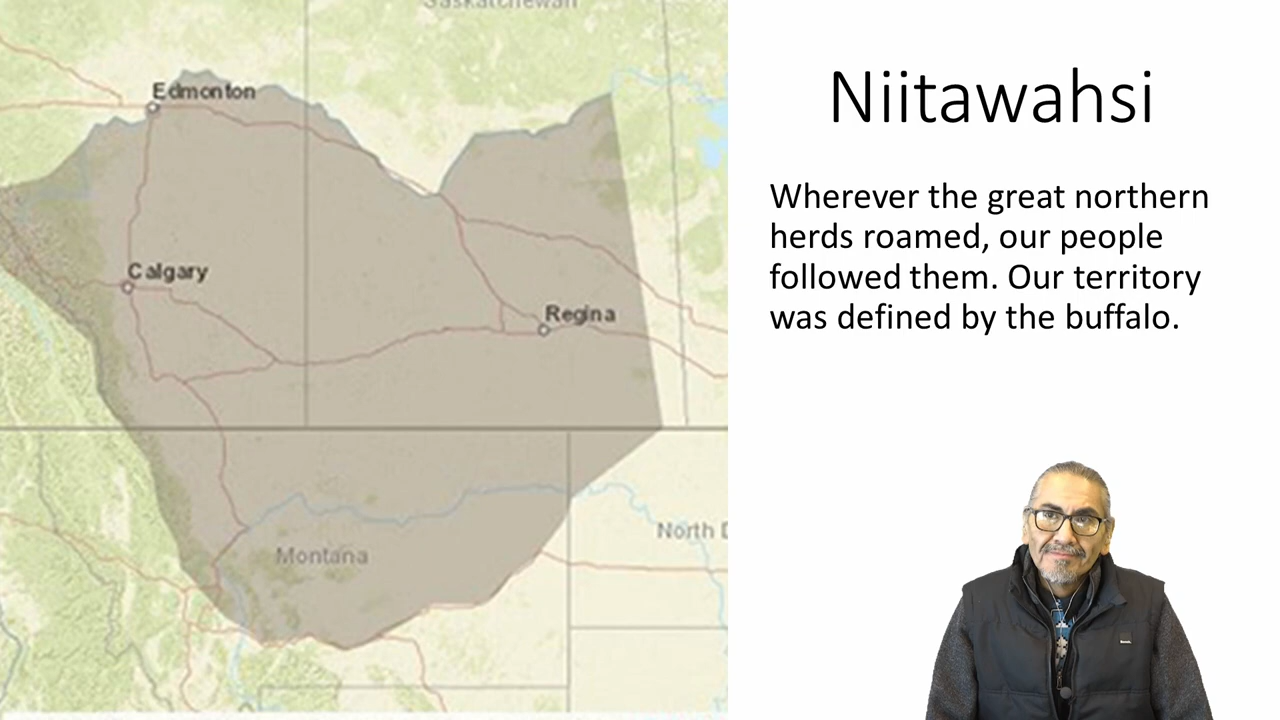 Saskatchewan
Edmonton
Calgary
Regina
Montana
North D
Niitawahsi
Wherever the great northern
herds roamed, our people
followed them. Our territory
was defined by the buffalo.